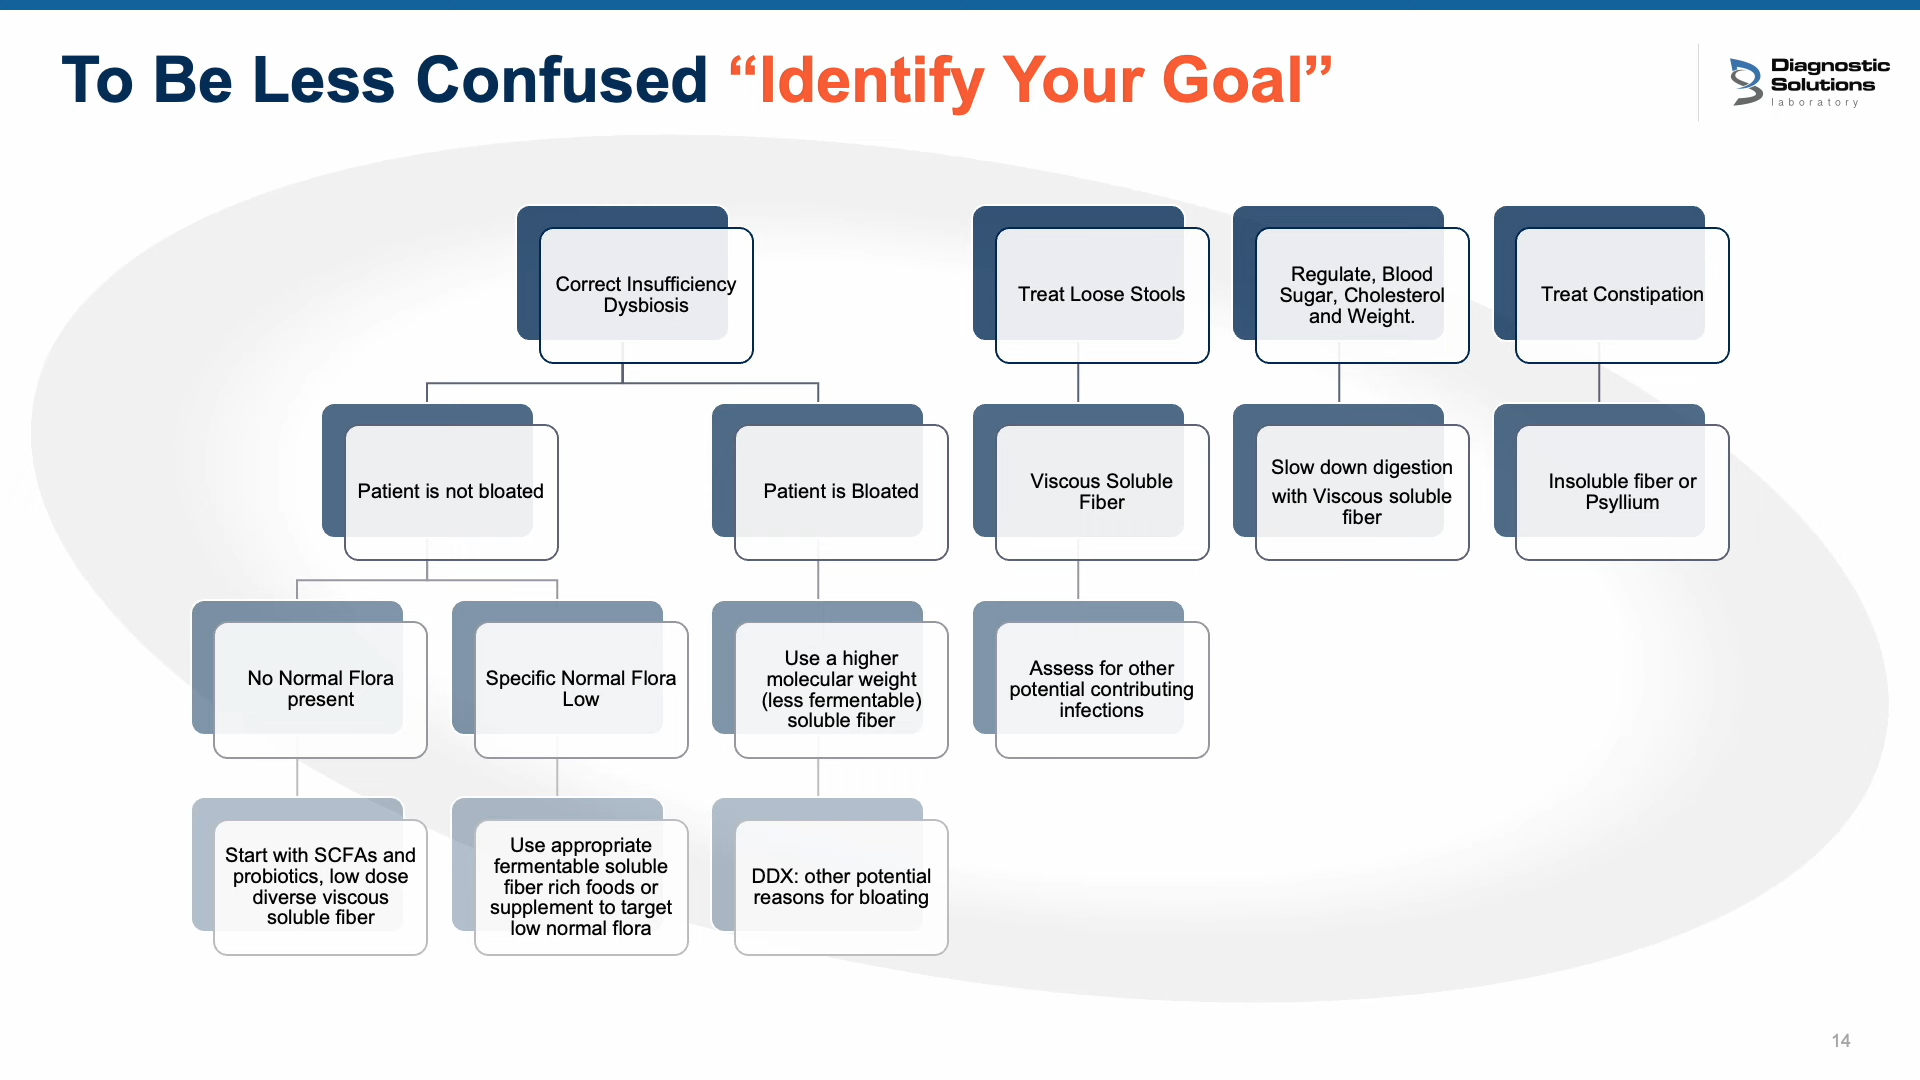 To Be Less Confused “Identify Your Goal”
Diagnostic
Solutions
laboratory
Correct Insufficiency
Dysbiosis
Treat Loose Stools
Regulate, Blood
Sugar, Cholesterol
and Weight.
Treat Constipation
Patient is not bloated
Patient is Bloated
Viscous Soluble
Fiber
Slow down digestion
with Viscous soluble
fiber
Insoluble fiber or
Psyllium
No Normal Flora
present
Specific Normal Flora
Low
Use a higher
molecular weight
(less fermentable)
soluble fiber
Assess for other
potential contributing
infections
Start with SCFAs and
probiotics, low dose
diverse viscous
soluble fiber
Use appropriate
fermentable soluble
fiber rich foods or
supplement to target
low normal flora
DDX: other potential
reasons for bloating
14